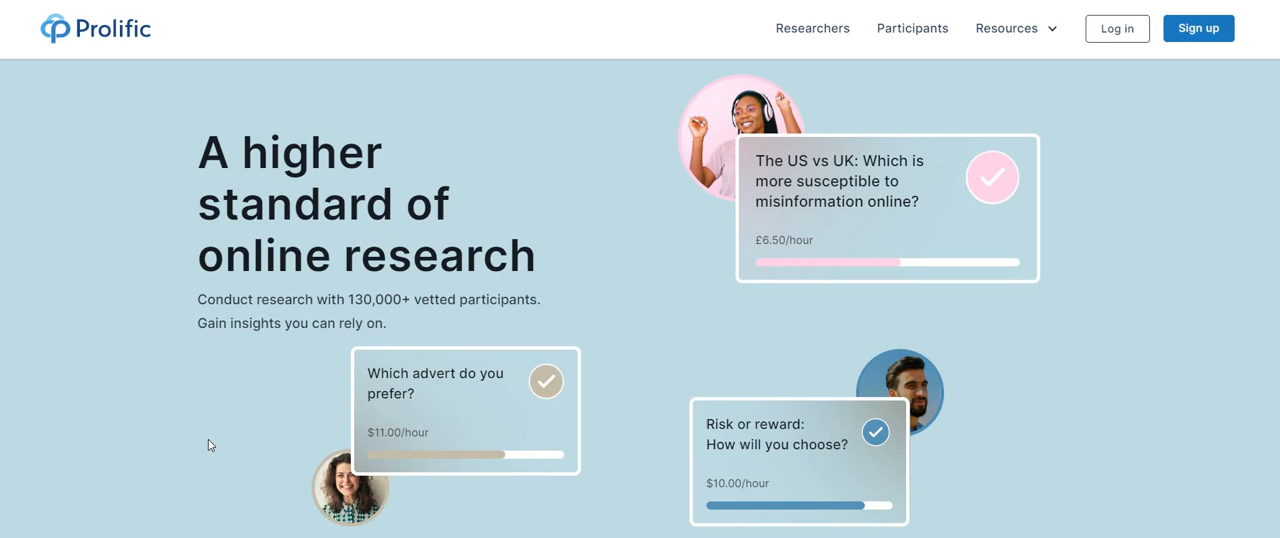 Prolific
Researchers
Participants
Resources
Log in
Sign up
A higher
standard of
online research
Conduct research with 130,000+ vetted participants.
Gain insights you can rely on.
The US vs UK: Which is
more susceptible to
misinformation online?
£6.50/hour
Which advert do you
prefer?
$11.00/hour
Risk or reward:
How will you choose?
$10.00/hour